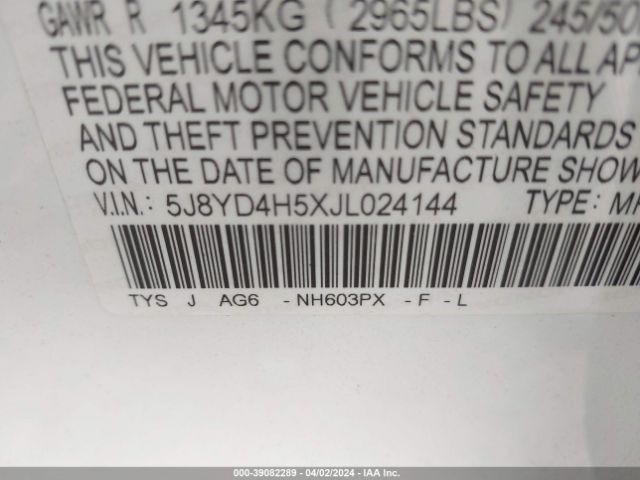 GAWR R 1345KG ( 2965LBS) 245/50
THIS VEHICLE CONFORMS TO ALL AP
FEDERAL MOTOR VEHICLE SAFETY
AND THEFT PREVENTION STANDARDS
ON THE DATE OF MANUFACTURE SHOW
V.I.N.: 5J8YD4H5XJL024144 TYPE: MP
TYS J AG6 -NH603PX -F -L
000-39082289 - 04/02/2024 - IAA Inc.